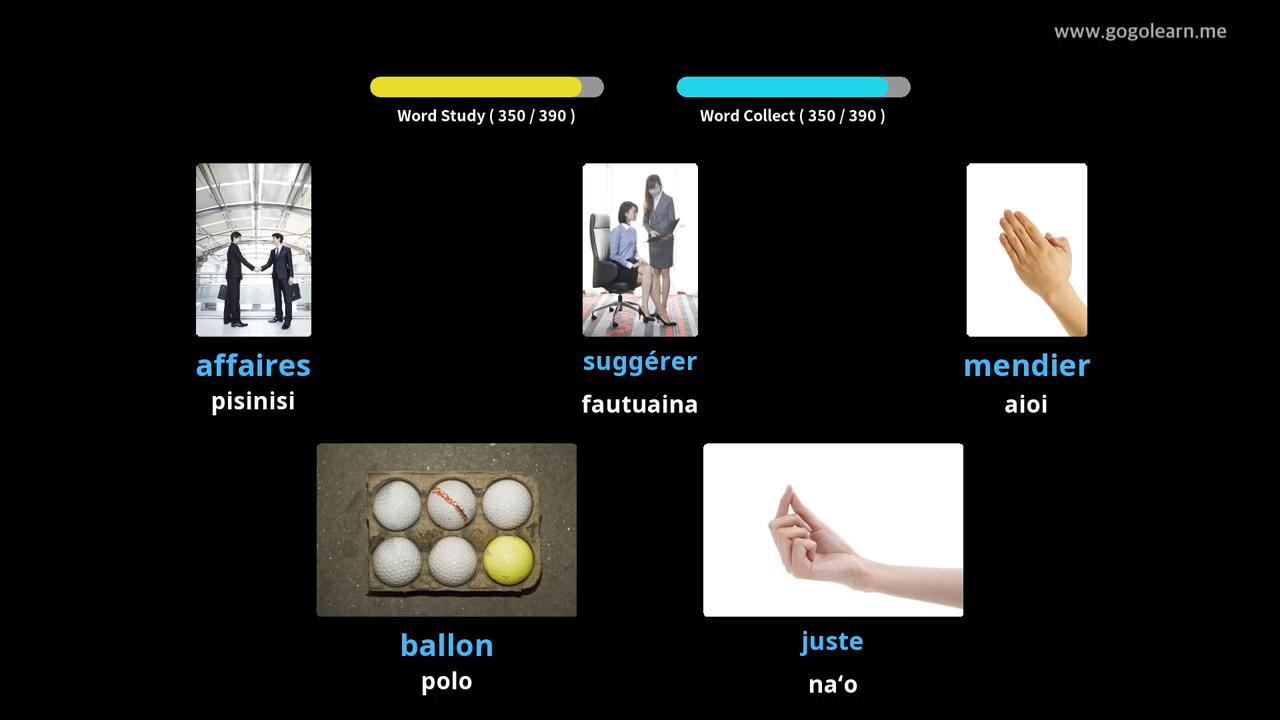 www.gogolearn.me
Word Study ( 350 / 390 )
Word Collect ( 350 / 390 )
affaires
pisinisi
suggérer
fautuaina
mendier
aioi
ballon
polo
juste
naʻo